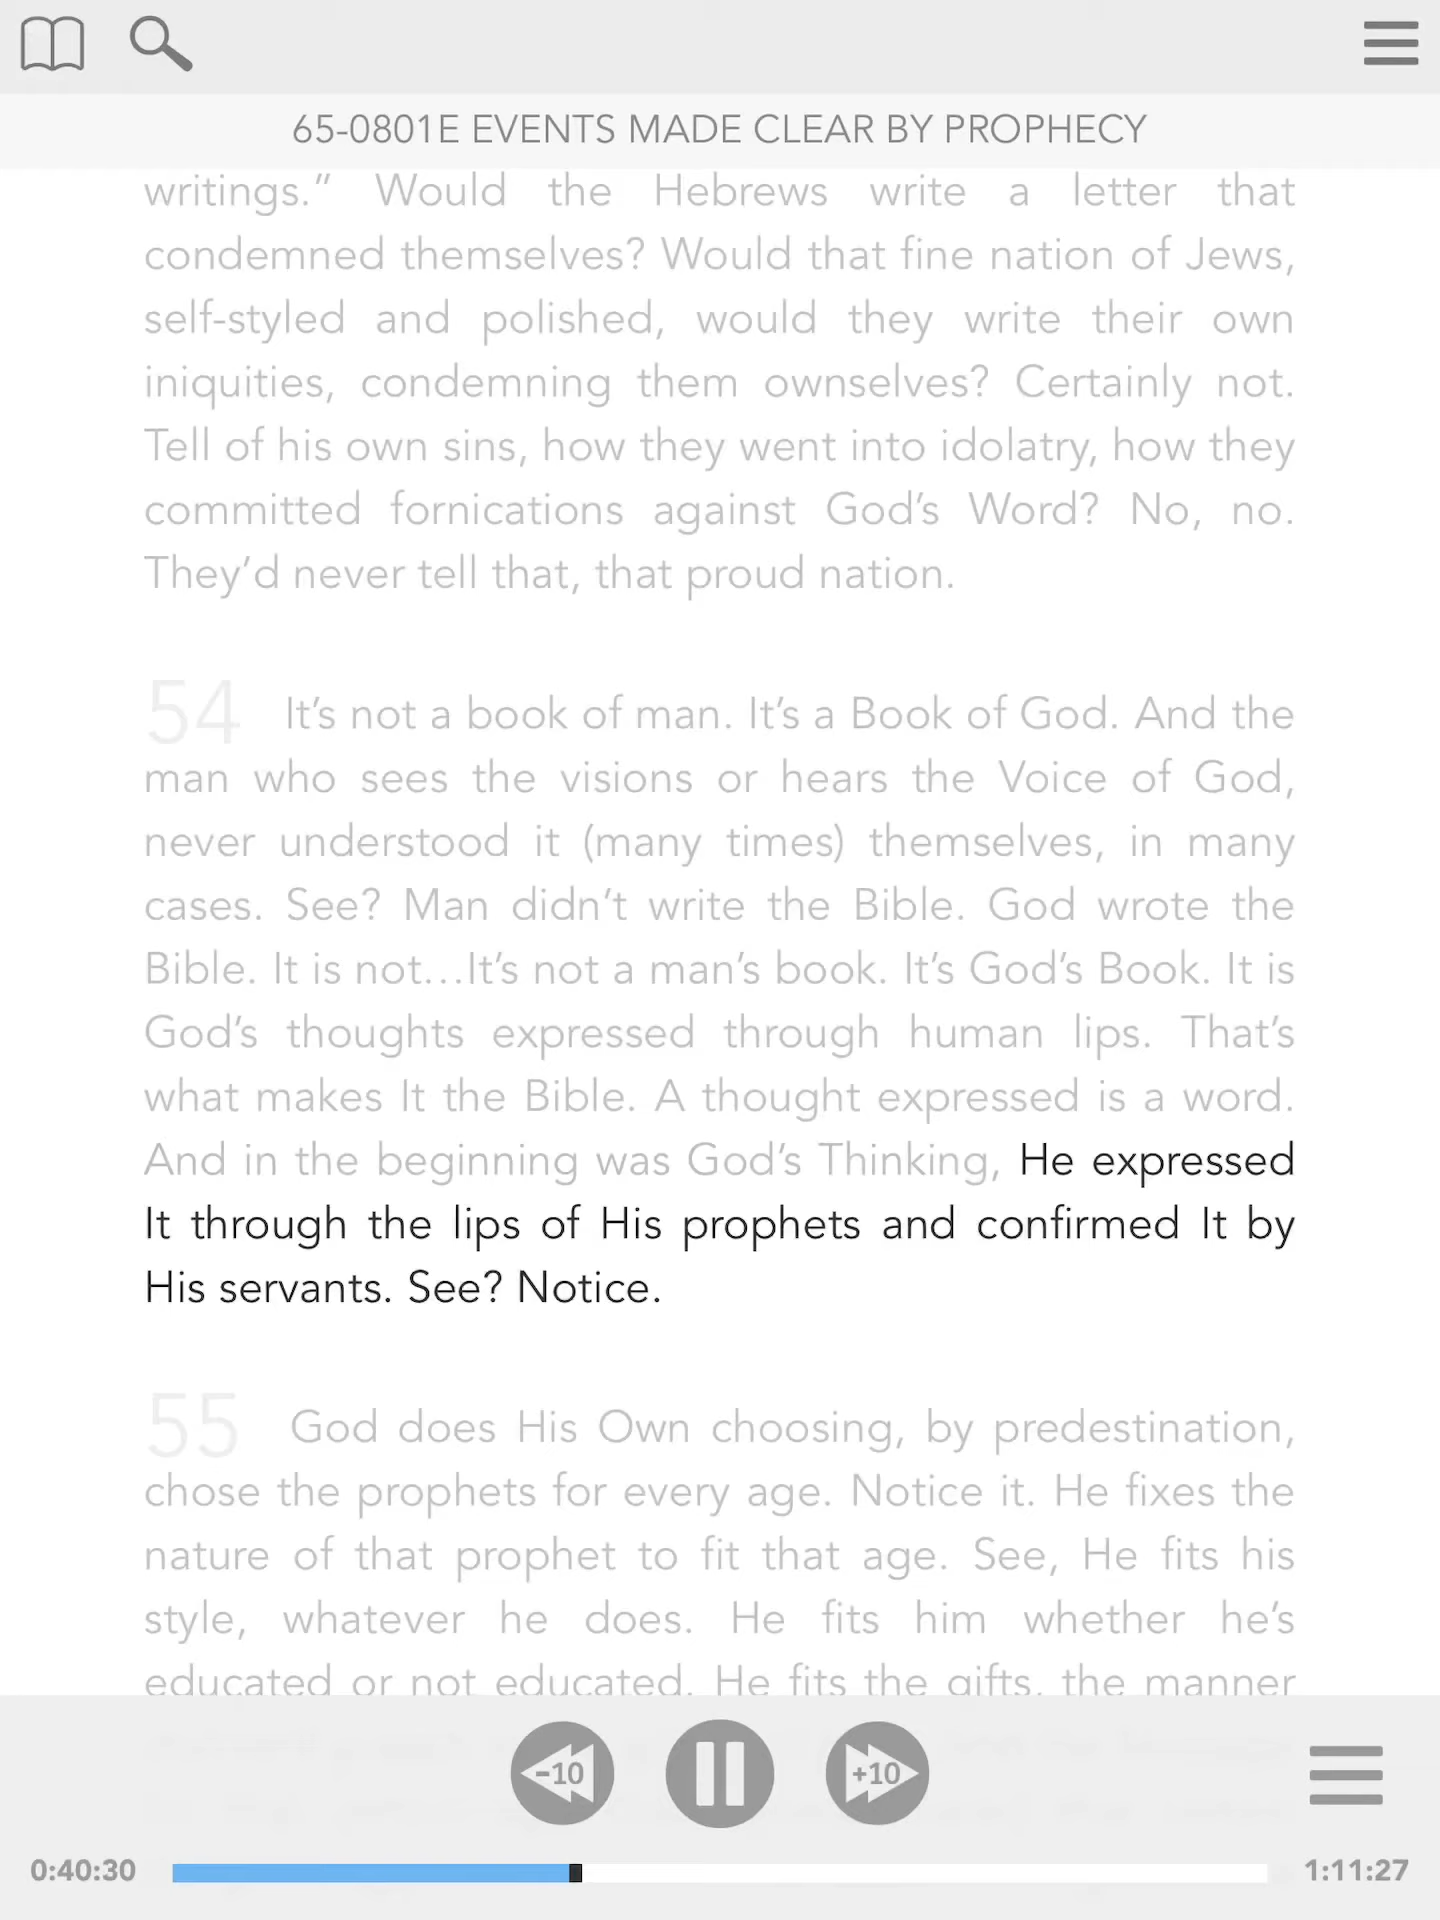 65-0801E EVENTS MADE CLEAR BY PROPHECY
writings.” Would the Hebrews write a letter that
condemned themselves? Would that fine nation of Jews,
self-styled and polished, would they write their own
iniquities, condemning them ownselves? Certainly not.
Tell of his own sins, how they went into idolatry, how they
committed fornications against God’s Word? No, no.
They’d never tell that, that proud nation.
54 It’s not a book of man. It’s a Book of God. And the
man who sees the visions or hears the Voice of God,
never understood it (many times) themselves, in many
cases. See? Man didn’t write the Bible. God wrote the
Bible. It is not…It’s not a man’s book. It’s God’s Book. It is
God’s thoughts expressed through human lips. That’s
what makes It the Bible. A thought expressed is a word.
And in the beginning was God’s Thinking, He expressed
It through the lips of His prophets and confirmed It by
His servants. See? Notice.
55 God does His Own choosing, by predestination,
chose the prophets for every age. Notice it. He fixes the
nature of that prophet to fit that age. See, He fits his
style, whatever he does. He fits him whether he’s
educated or not educated. He fits the gifts, the manner
-10 +10
0:40:30 1:11:27